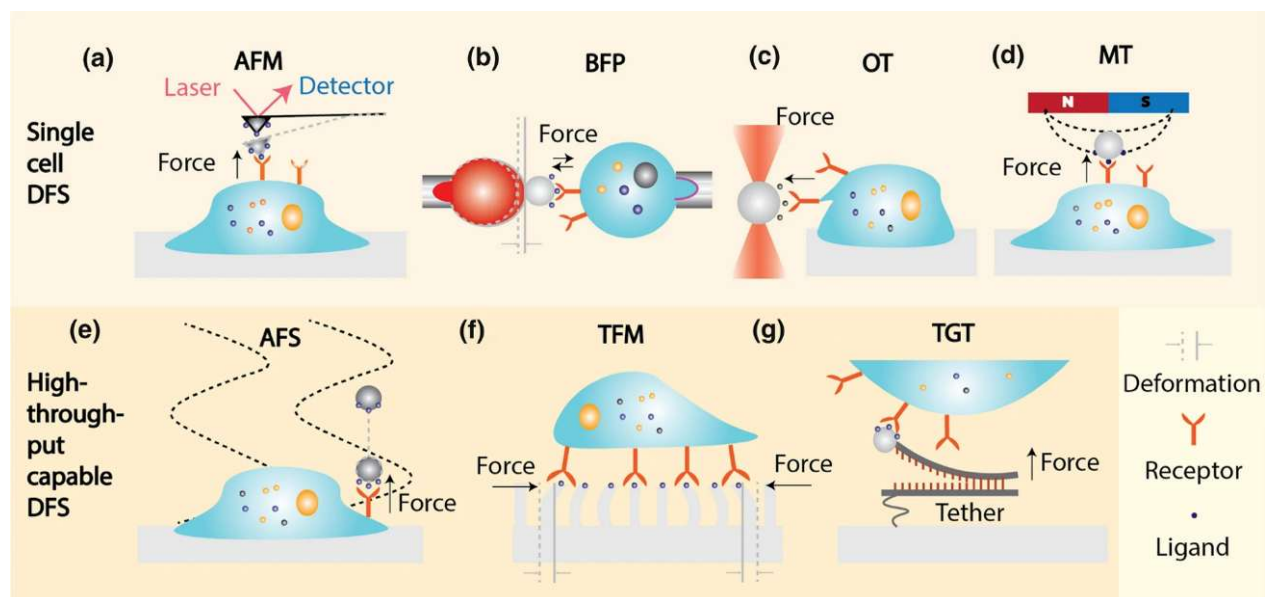 (a)
AFM
Laser
Detector
Force
Single
cell
DFS
(b)
BFP
Force
(c)
OT
Force
(d)
MT
N
S
Force
(e)
AFS
High-
through-
put
capable
DFS
Force
(f)
TFM
Force
Force
(g)
TGT
Force
Tether
Deformation
Receptor
Ligand